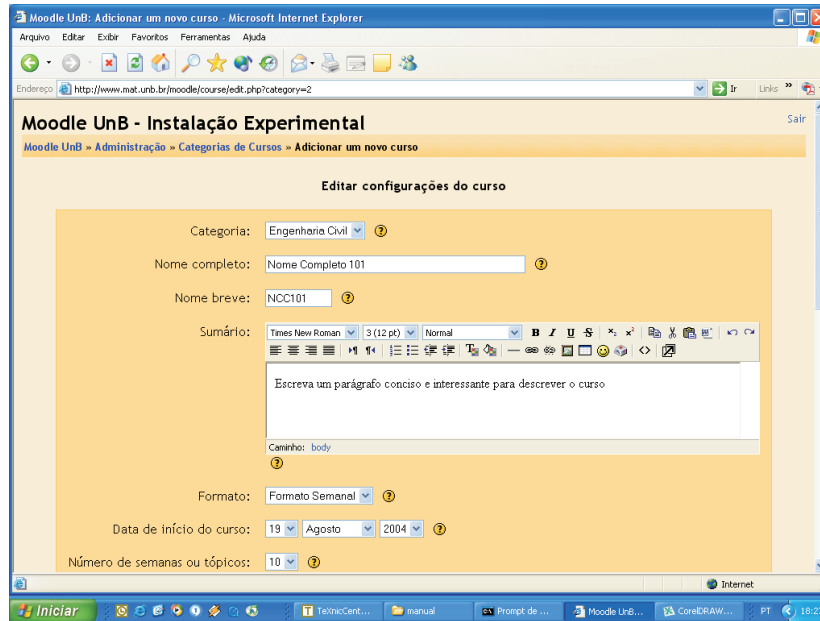 Moodle UnB: Adicionar um novo curso - Microsoft Internet Explorer
Arquivo Editar Exibir Favoritos Ferramentas Ajuda
Endereço http://www.mat.unb.br/moodle/course/edit.php?category=2 Ir Links »
Moodle UnB - Instalação Experimental Sair
Moodle UnB » Administração » Categorias de Cursos » Adicionar um novo curso
Editar configurações do curso
Categoria: Engenharia Civil ?
Nome completo: Nome Completo 101 ?
Nome breve: NCC101 ?
Sumário: Times New Roman 3 (12 pt) Normal B I U S x₂ x²
Escreva um parágrafo conciso e interessante para descrever o curso
Caminho: body
?
Formato: Formato Semanal ?
Data de início do curso: 19 Agosto 2004 ?
Número de semanas ou tópicos: 10 ?
Internet
Iniciar TeXnicCent... manual Prompt de ... Moodle UnB... CorelDRAW... PT